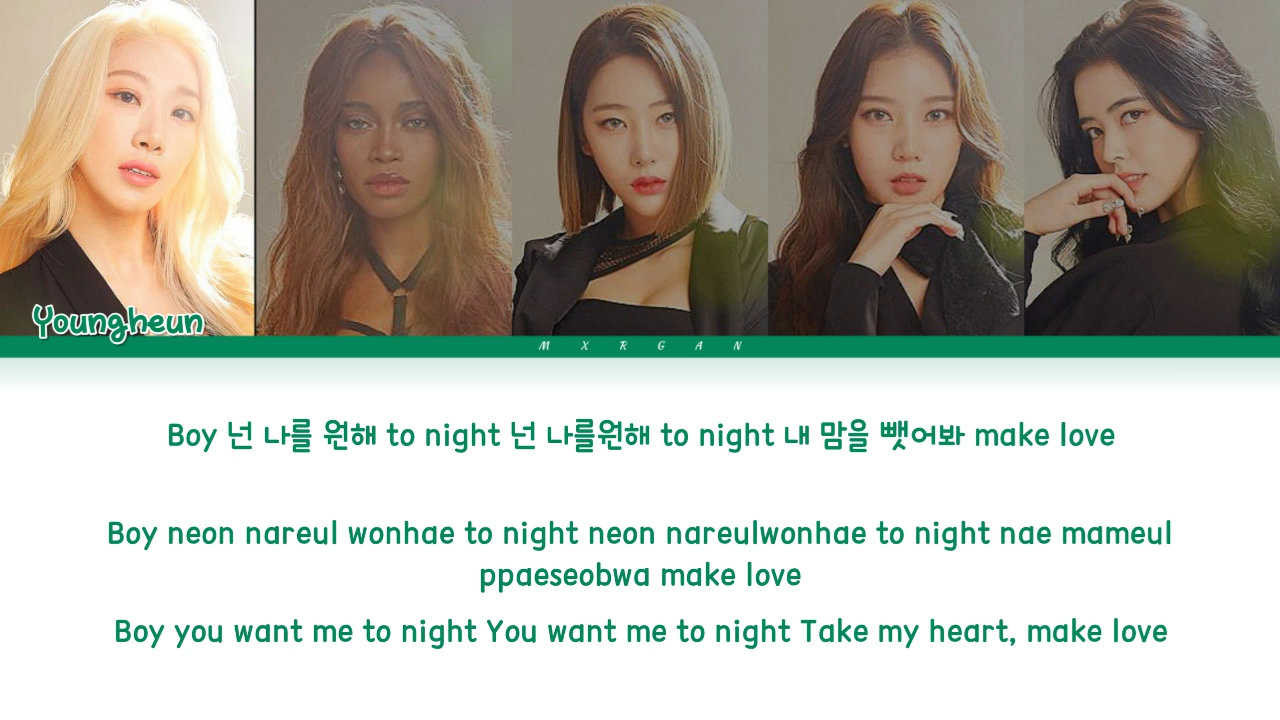 Youngheun
M X R G A N
Boy 넌 나를 원해 to night 넌 나를원해 to night 내 맘을 뺏어봐 make love
Boy neon nareul wonhae to night neon nareulwonhae to night nae mameul
ppaeseobwa make love
Boy you want me to night You want me to night Take my heart, make love